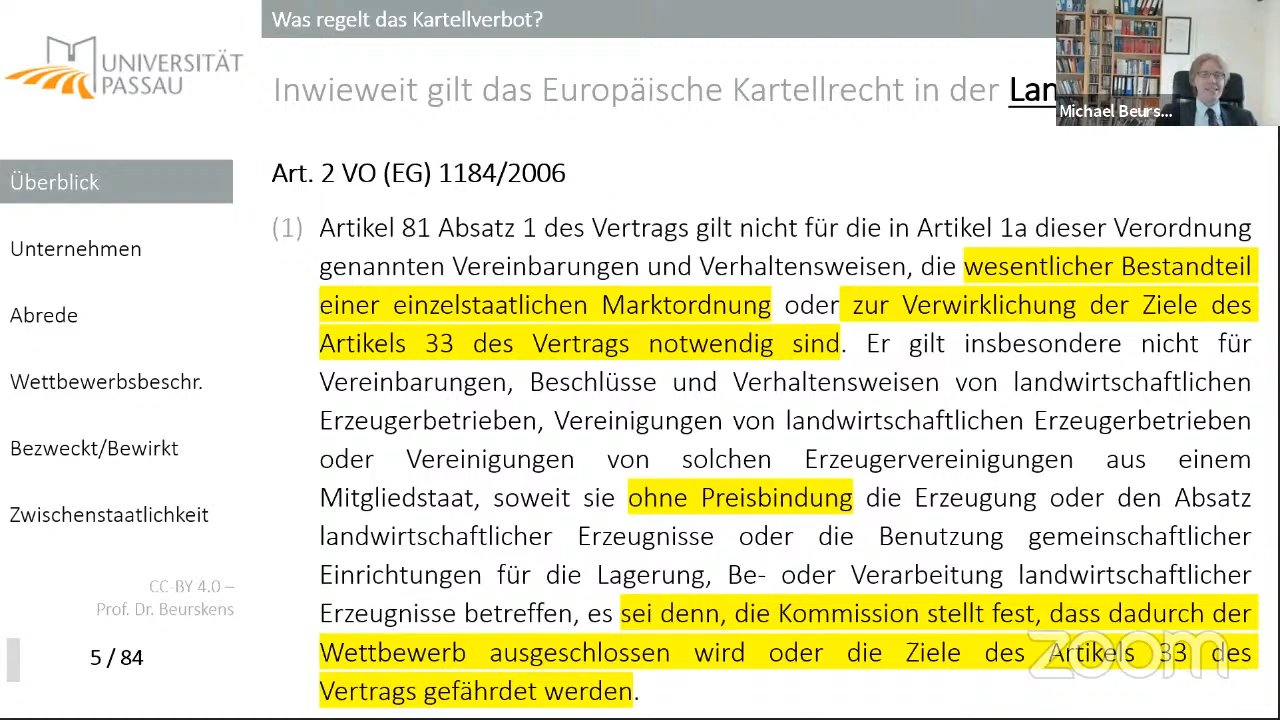 Was regelt das Kartellverbot?
UNIVERSITÄT
PASSAU
Inwieweit gilt das Europäische Kartellrecht in der
Michael Beurs...
Art. 2 VO (EG) 1184/2006
Überblick
Unternehmen
Abrede
Wettbewerbsbeschr.
Bezweckt/Bewirkt
Zwischenstaatlichkeit
CC-BY 4.0 –
Prof. Dr. Beurskens
5 / 84
(1) Artikel 81 Absatz 1 des Vertrags gilt nicht für die in Artikel 1a dieser Verordnung
genannten Vereinbarungen und Verhaltensweisen, die wesentlicher Bestandteil
einer einzelstaatlichen Marktordnung oder zur Verwirklichung der Ziele des
Artikels 33 des Vertrags notwendig sind. Er gilt insbesondere nicht für
Vereinbarungen, Beschlüsse und Verhaltensweisen von landwirtschaftlichen
Erzeugerbetrieben, Vereinigungen von landwirtschaftlichen Erzeugerbetrieben
oder Vereinigungen von solchen Erzeugervereinigungen aus einem
Mitgliedstaat, soweit sie ohne Preisbindung die Erzeugung oder den Absatz
landwirtschaftlicher Erzeugnisse oder die Benutzung gemeinschaftlicher
Einrichtungen für die Lagerung, Be- oder Verarbeitung landwirtschaftlicher
Erzeugnisse betreffen, es sei denn, die Kommission stellt fest, dass dadurch der
Wettbewerb ausgeschlossen wird oder die Ziele des Artikels 33 des
Vertrags gefährdet werden.
zoom